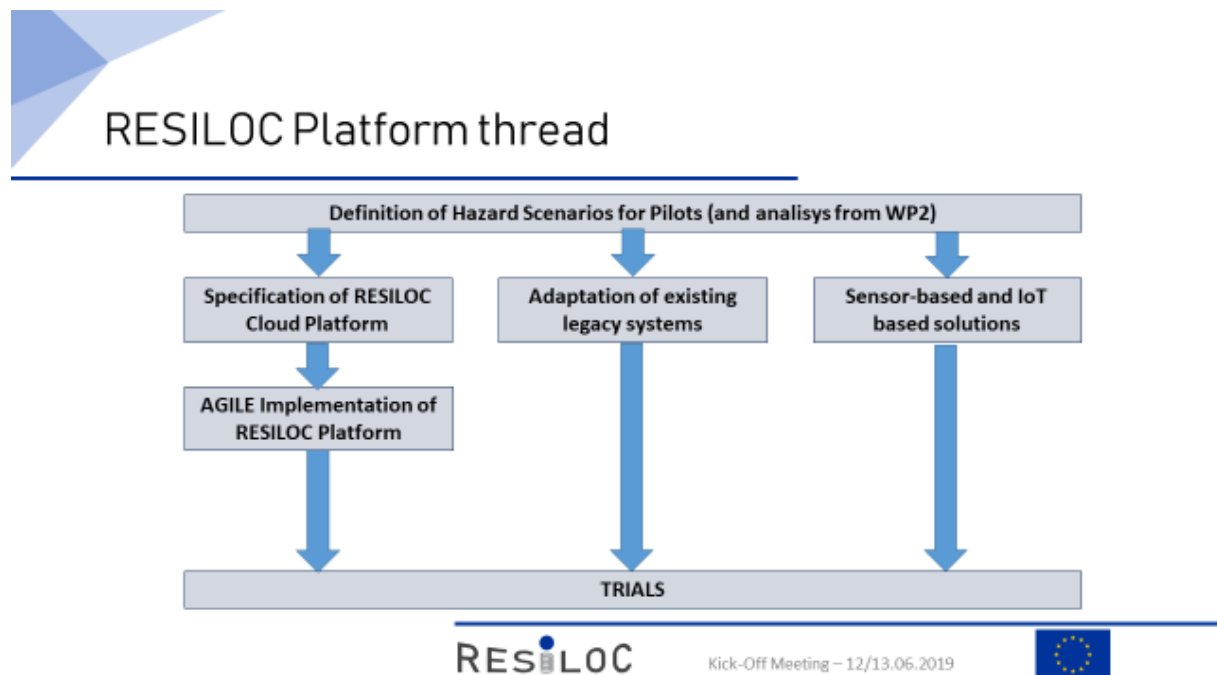 RESILOC Platform thread
Definition of Hazard Scenarios for Pilots (and analisys from WP2)
Specification of RESILOC
Cloud Platform
Adaptation of existing
legacy systems
Sensor-based and IoT
based solutions
AGILE Implementation of
RESILOC Platform
TRIALS
RESiLOC
Kick-Off Meeting – 12/13.06.2019